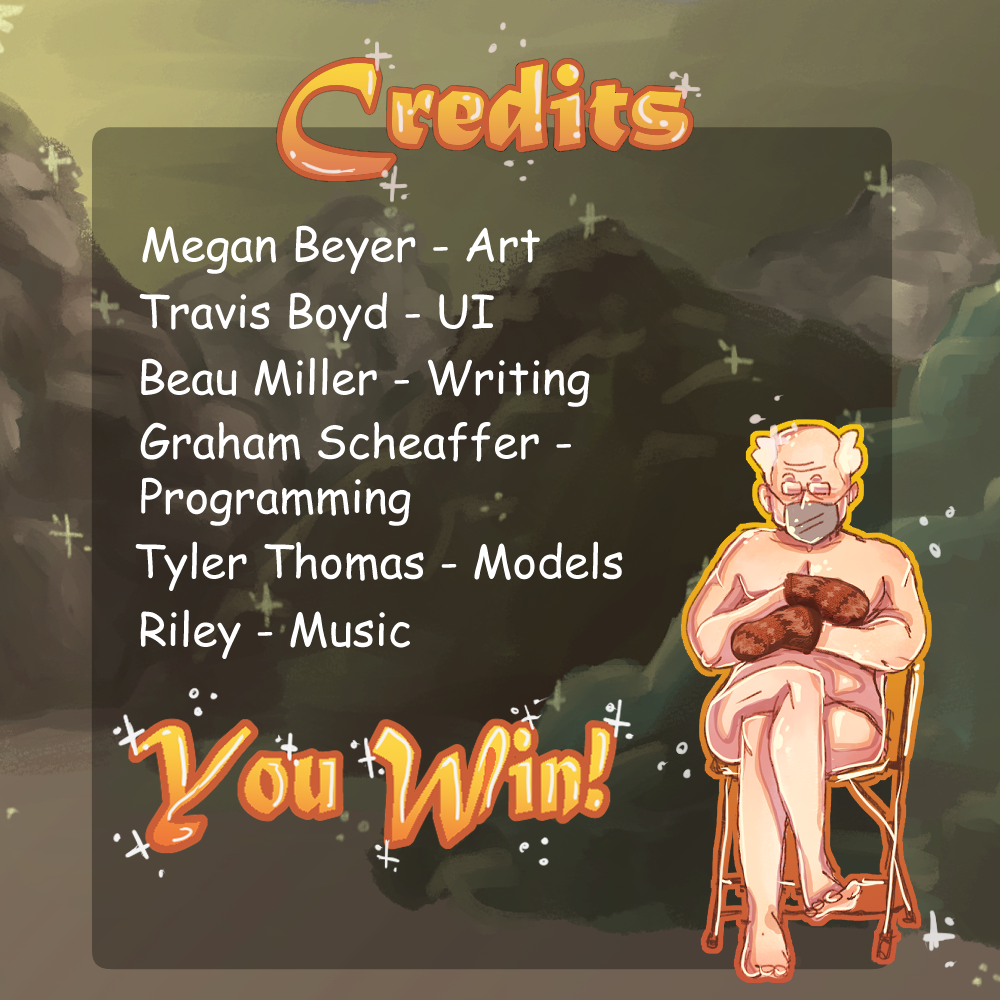 Credits
Megan Beyer - Art
Travis Boyd - UI
Beau Miller - Writing
Graham Scheaffer -
Programming
Tyler Thomas - Models
Riley - Music
You Win!